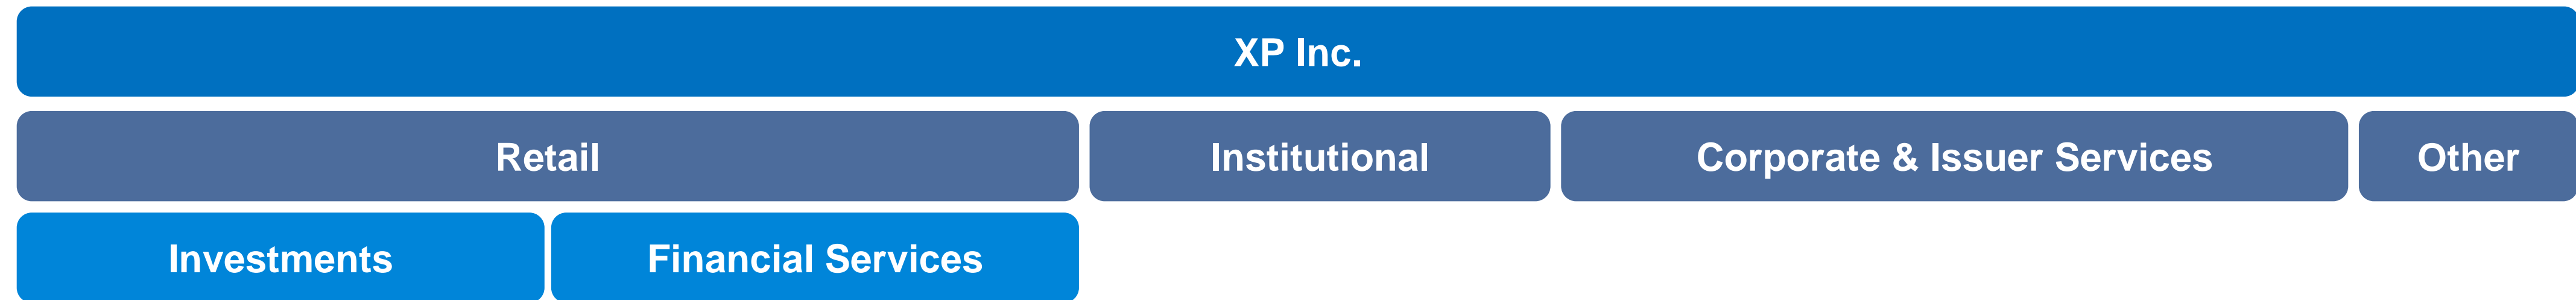 XP Inc.
Retail Institutional Corporate & Issuer Services Other
Investments Financial Services